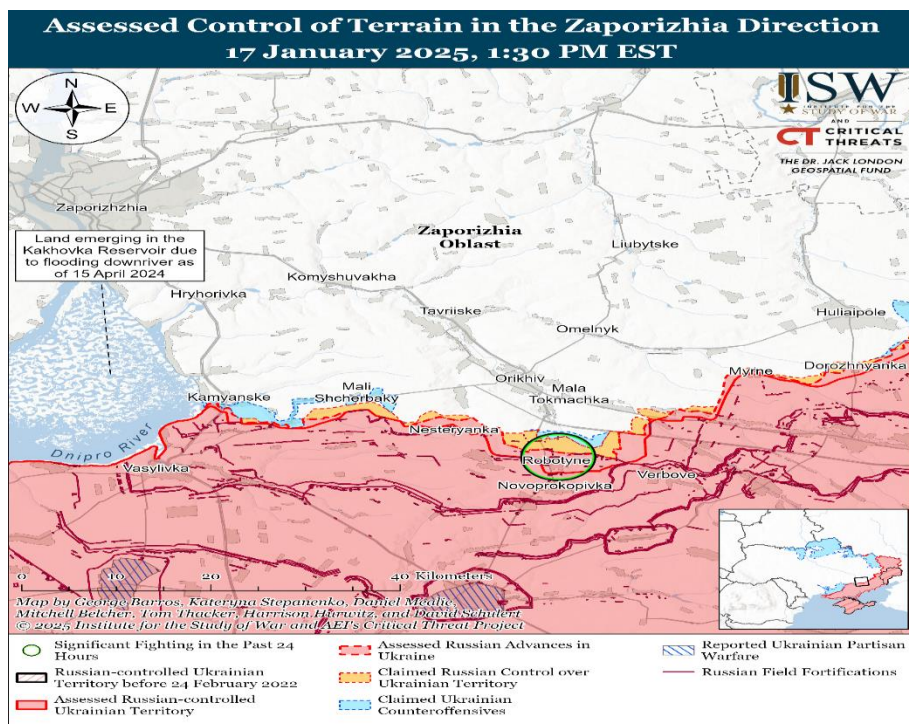 Assessed Control of Terrain in the Zaporizhia Direction
17 January 2025, 1:30 PM EST
N
W E
S
ISW
INSTITUTE FOR THE
STUDY OF WAR
AND
CT CRITICAL
THREATS
THE DR. JACK LONDON
GEOSPATIAL FUND
Zaporizhzhia
Land emerging in the
Kakhovka Reservoir due
to flooding downriver as
of 15 April 2024
Zaporizhia
Oblast
Liubytske
Komyshuvakha
Hryhorivka
Tavriiske
Huliaipole
Omelnyk
Orikhiv
Myrne
Dorozhnyanka
Kamyanske
Mali
Shcherbaky
Mala
Tokmachka
Nesteryanka
Dnipro River
Robotyne
Vasylivka
Novoprokopivka
Verbove
0 10 20 40 Kilometers
Map by George Barros, Kateryna Stepanenko, Daniel Mealie,
Mitchell Belcher, Tom Thacker, Harrison Hurwitz, and David Schulert
© 2025 Institute for the Study of War and AEI's Critical Threat Project
Significant Fighting in the Past 24
Hours
Russian-controlled Ukrainian
Territory before 24 February 2022
Assessed Russian-controlled
Ukrainian Territory
Assessed Russian Advances in
Ukraine
Claimed Russian Control over
Ukrainian Territory
Claimed Ukrainian
Counteroffensives
Reported Ukrainian Partisan
Warfare
Russian Field Fortifications